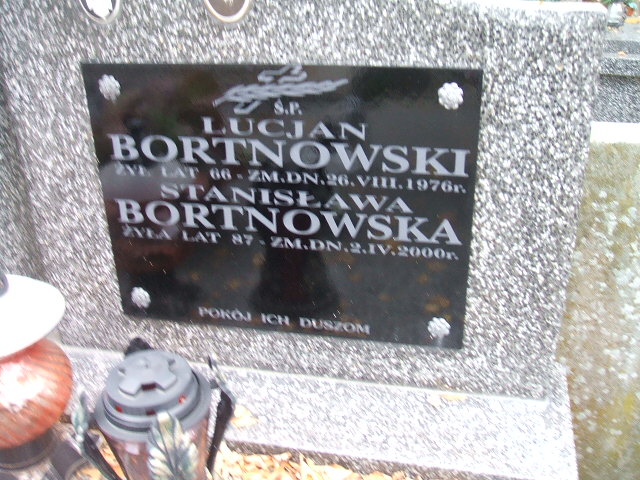 Ś.P.
LUCJAN
BORTNOWSKI
ŻYŁ LAT 66 - ZM.DN.26.VIII.1976r.
STANISŁAWA
BORTNOWSKA
ŻYŁA LAT 87 - ZM.DN.2.IV.2000r.
POKÓJ ICH DUSZOM